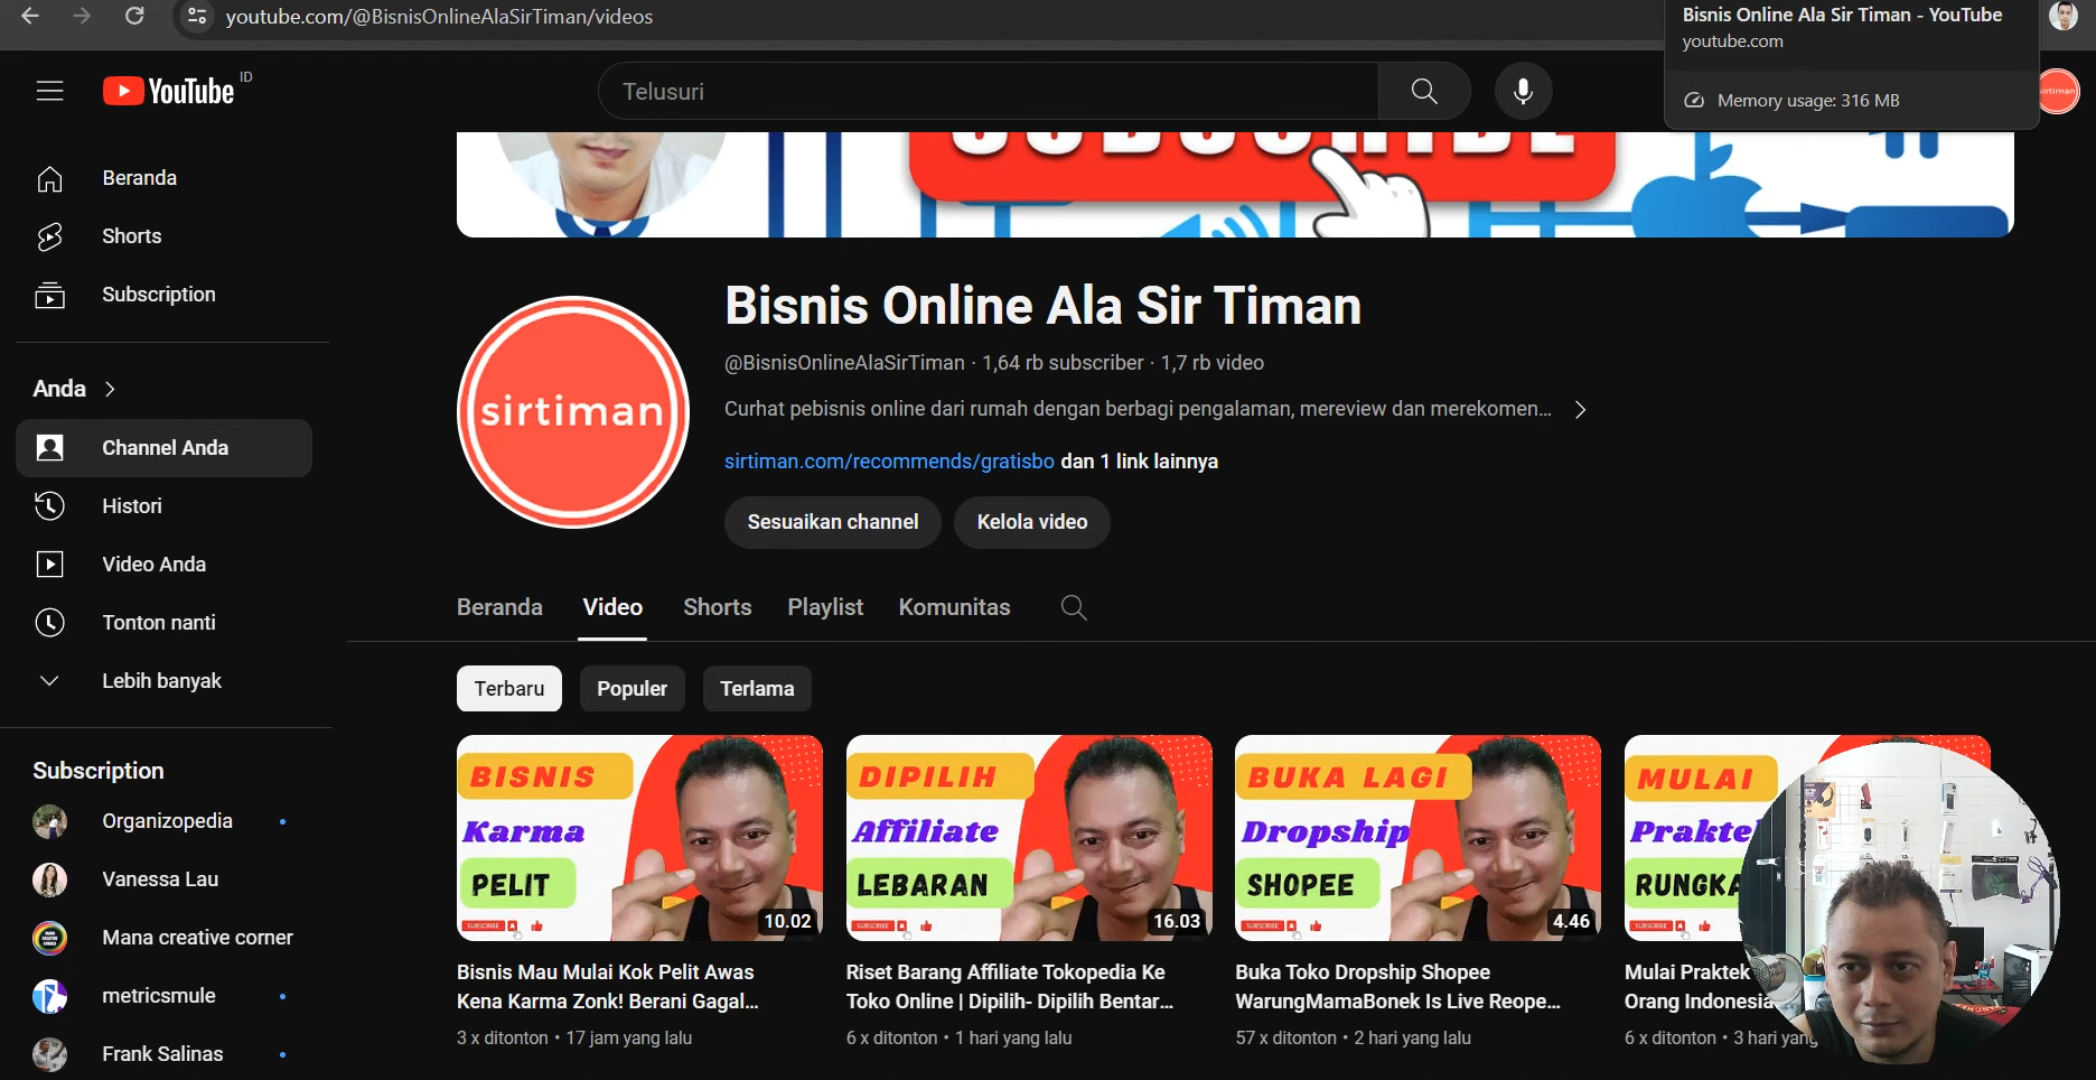 youtube.com/@BisnisOnlineAlaSirTiman/videos
Bisnis Online Ala Sir Timan - YouTube
youtube.com
Memory usage: 316 MB
YouTube ID
Telusuri
sirtiman
SUBSCRIBE
Beranda
Shorts
Subscription
Anda
Channel Anda
Histori
Video Anda
Tonton nanti
Lebih banyak
Subscription
Organizopedia
Vanessa Lau
Mana creative corner
metricsmule
Frank Salinas
sirtiman
Bisnis Online Ala Sir Timan
@BisnisOnlineAlaSirTiman · 1,64 rb subscriber · 1,7 rb video
Curhat pebisnis online dari rumah dengan berbagi pengalaman, mereview dan merekomen...
sirtiman.com/recommends/gratisbo dan 1 link lainnya
Sesuaikan channel
Kelola video
Beranda Video Shorts Playlist Komunitas
Terbaru Populer Terlama
BISNIS
Karma
PELIT
SUBSCRIBE
10.02
Bisnis Mau Mulai Kok Pelit Awas
Kena Karma Zonk! Berani Gagal...
3 x ditonton • 17 jam yang lalu
DIPILIH
Affiliate
LEBARAN
SUBSCRIBE
16.03
Riset Barang Affiliate Tokopedia Ke
Toko Online | Dipilih- Dipilih Bentar...
6 x ditonton • 1 hari yang lalu
BUKA LAGI
Dropship
SHOPEE
SUBSCRIBE
4.46
Buka Toko Dropship Shopee
WarungMamaBonek Is Live Reope...
57 x ditonton • 2 hari yang lalu
MULAI
Prakte
RUNGKA
SUBSCRIBE
Mulai Praktek
Orang Indonesia
6 x ditonton • 3 hari yang